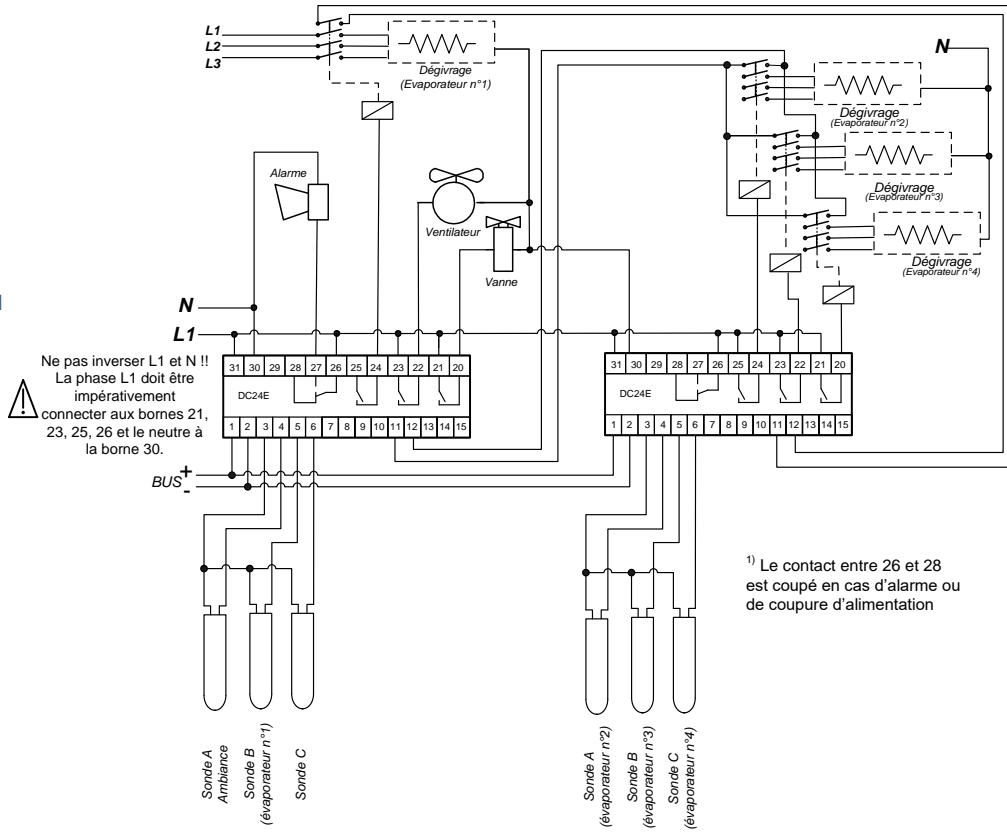 L1
L2
L3
Dégivrage
(Evaporateur n°1)
N
Dégivrage
(Evaporateur n°2)
Dégivrage
(Evaporateur n°3)
Dégivrage
(Evaporateur n°4)
Alarme
Ventilateur
Vanne
N
L1
Ne pas inverser L1 et N !!
La phase L1 doit être
impérativement
connecter aux bornes 21,
23, 25, 26 et le neutre à
la borne 30.
31 30 29 28 27 26 25 24 23 22 21 20
DC24E
1 2 3 4 5 6 7 8 9 10 11 12 13 14 15
31 30 29 28 27 26 25 24 23 22 21 20
DC24E
1 2 3 4 5 6 7 8 9 10 11 12 13 14 15
BUS + -
1) Le contact entre 26 et 28
est coupé en cas d'alarme ou
de coupure d'alimentation
Sonde A
Ambiance
Sonde B
(évaporateur n°1)
Sonde C
Sonde A
(évaporateur n°2)
Sonde B
(évaporateur n°3)
Sonde C
(évaporateur n°4)